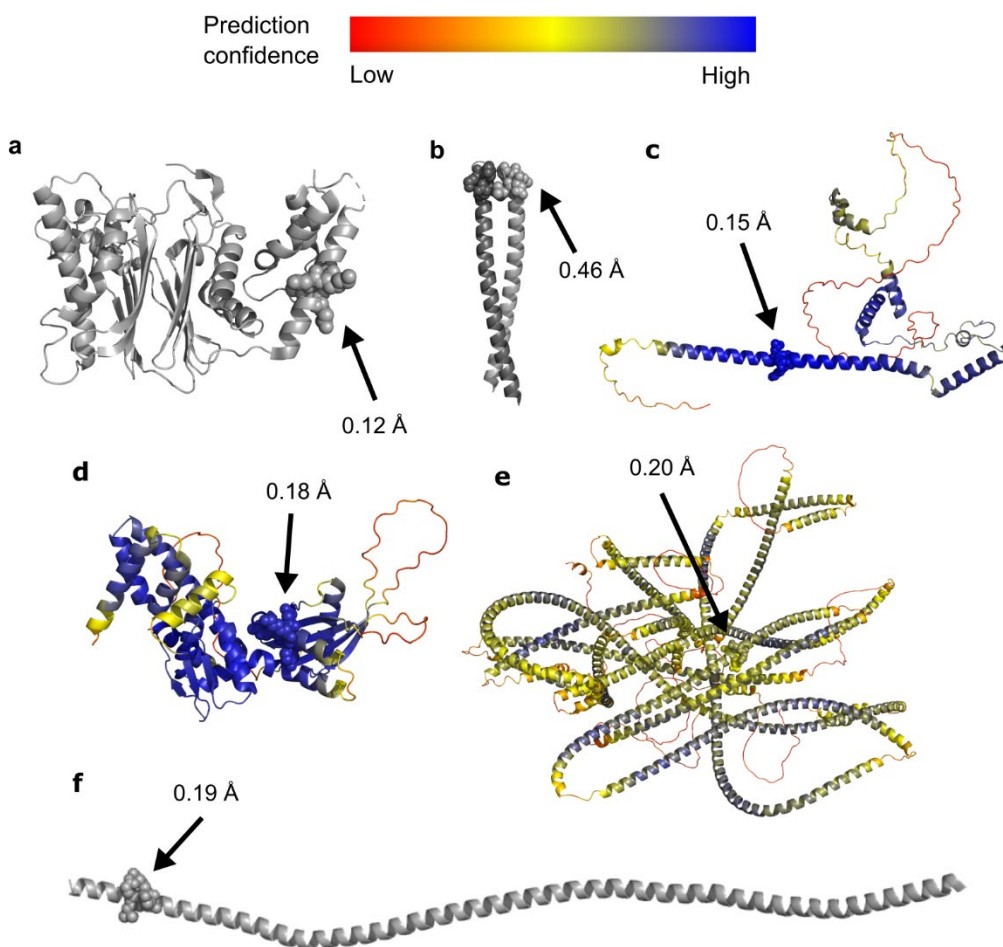 Prediction
confidence
Low High
a
b
c
0.15 Å
0.46 Å
0.12 Å
d
0.18 Å
e
0.20 Å
f
0.19 Å